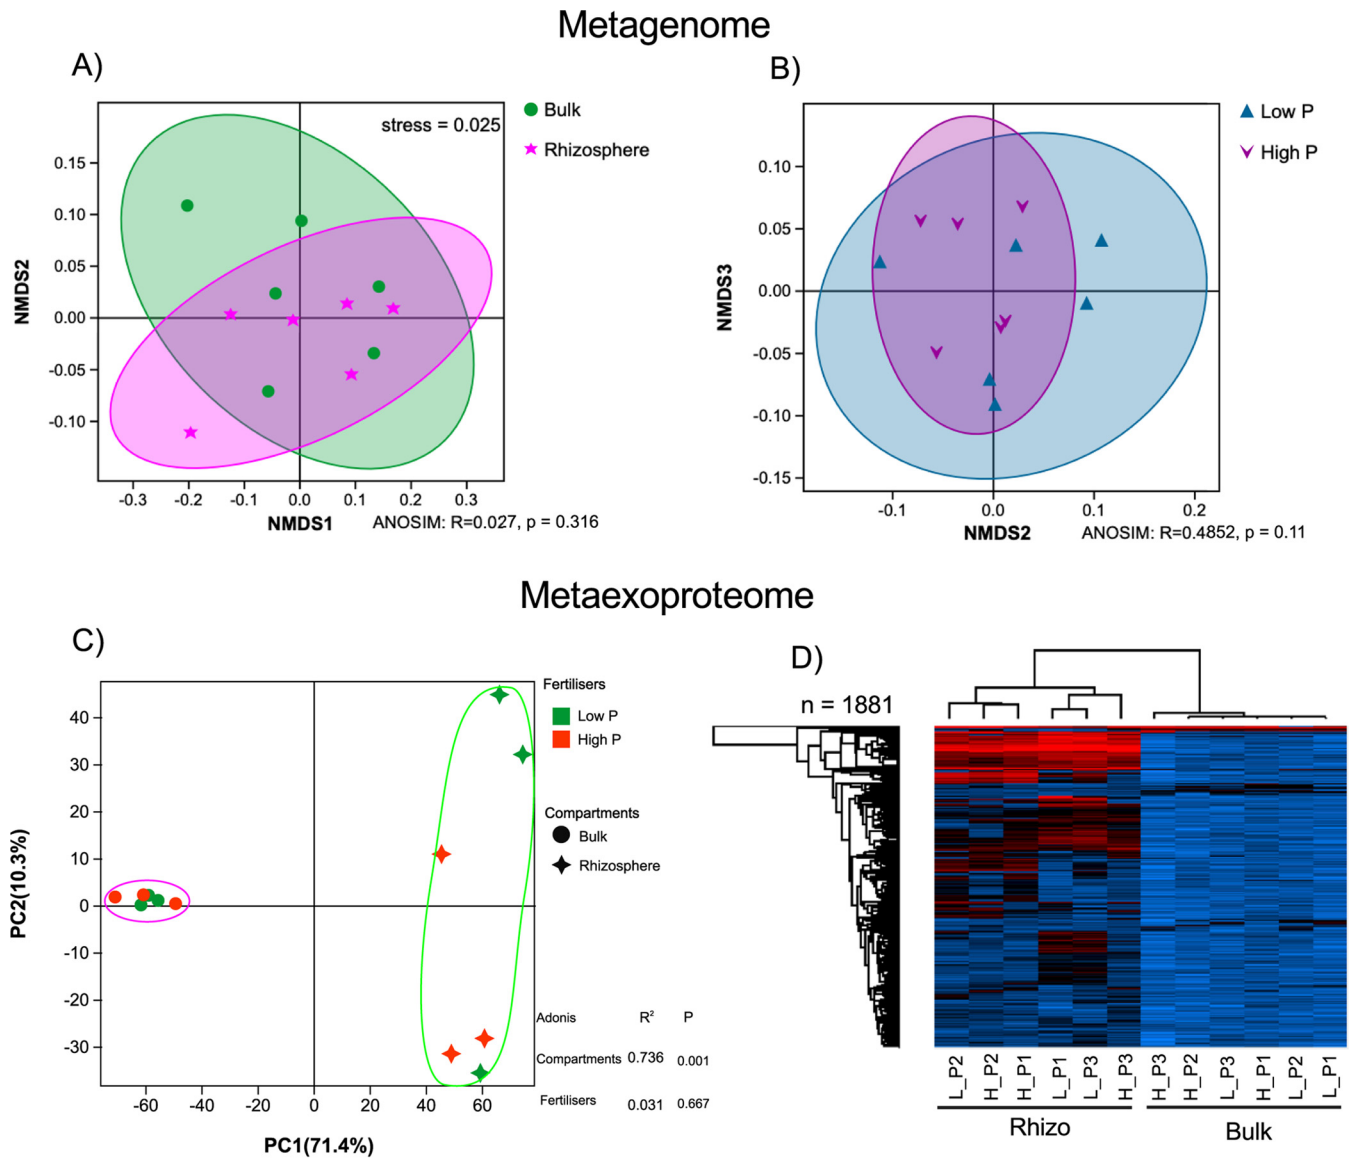 Metagenome
A)
stress = 0.025
Bulk
Rhizosphere
NMDS2
0.15
0.10
0.05
0.00
-0.05
-0.10
-0.3
-0.2
-0.1
0.0
0.1
0.2
0.3
NMDS1
ANOSIM: R=0.027, p = 0.316
B)
Low P
High P
NMDS3
0.10
0.05
0.00
-0.05
-0.10
-0.15
-0.1
0.0
0.1
0.2
NMDS2
ANOSIM: R=0.4852, p = 0.11
Metaexoproteome
C)
PC2(10.3%)
40
30
20
10
0
-10
-20
-30
-60
-40
-20
0
20
40
60
PC1(71.4%)
Fertilisers
Low P
High P
Compartments
Bulk
Rhizosphere
Adonis R² P
Compartments 0.736 0.001
Fertilisers 0.031 0.667
D)
n = 1881
L_P2
H_P2
H_P1
L_P1
L_P3
H_P3
H_P3
H_P2
L_P3
H_P1
L_P2
L_P1
Rhizo
Bulk